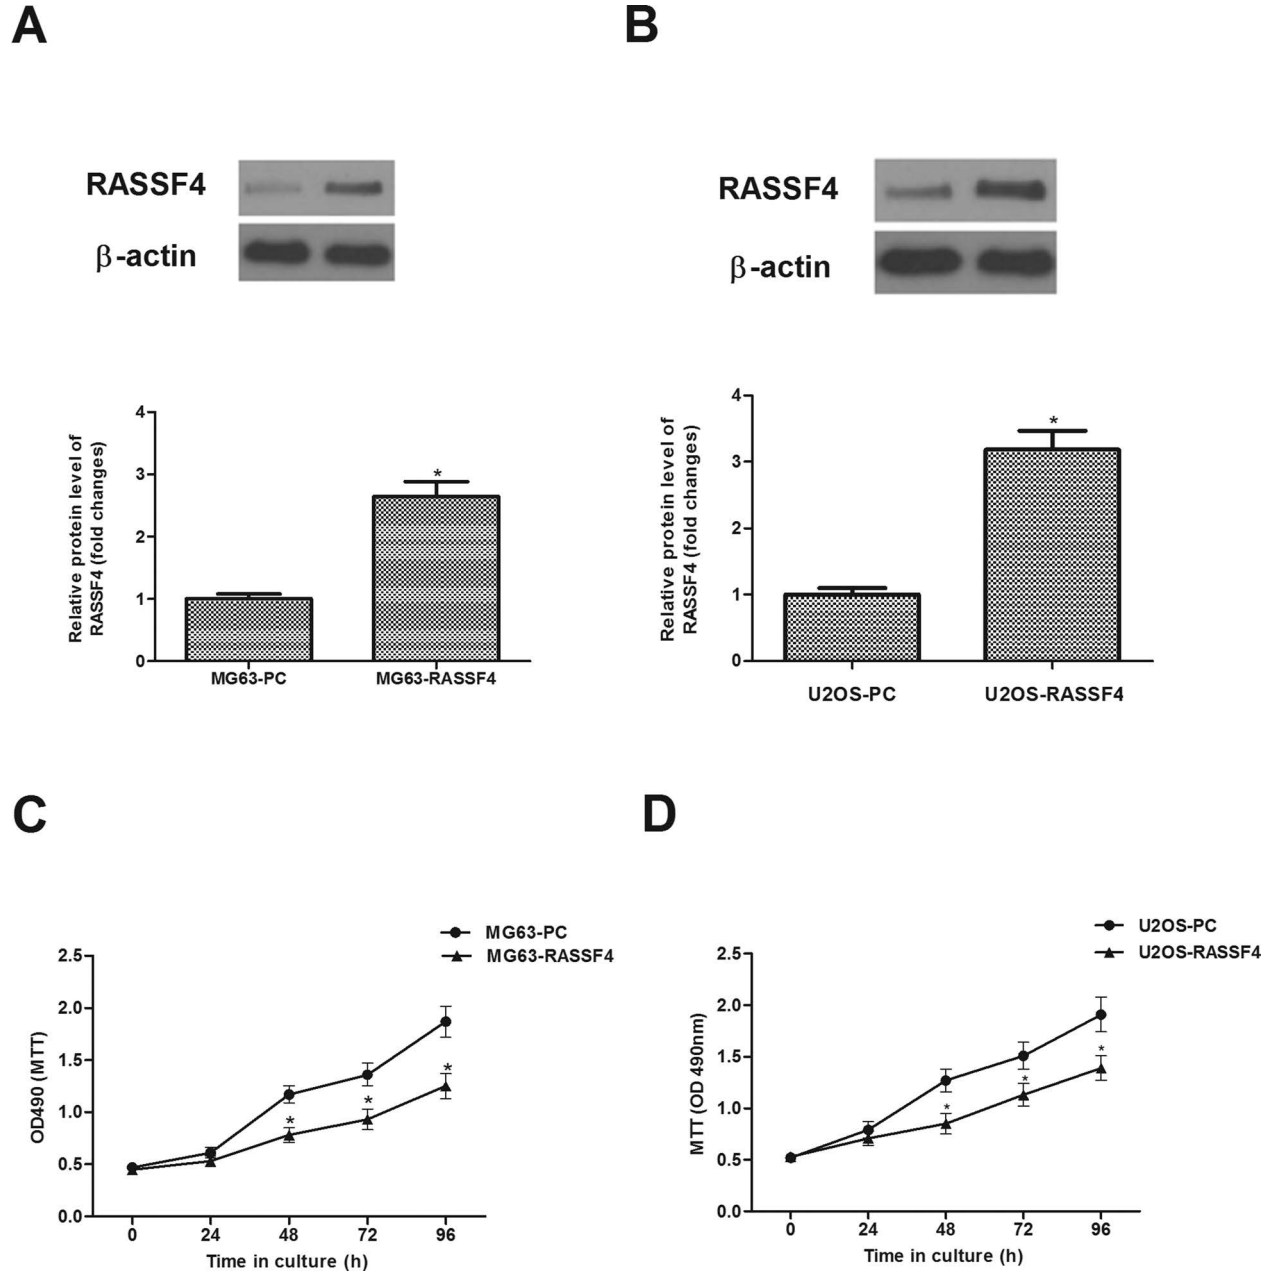 A
B
RASSF4
β-actin
RASSF4
β-actin
Relative protein level of
RASSF4 (fold changes)
4
3
2
1
0
*
MG63-PC
MG63-RASSF4
Relative protein level of
RASSF4 (fold changes)
4
3
2
1
0
*
U2OS-PC
U2OS-RASSF4
C
D
MG63-PC
MG63-RASSF4
OD490 (MTT)
2.5
2.0
1.5
1.0
0.5
0.0
*
*
*
0 24 48 72 96
Time in culture (h)
U2OS-PC
U2OS-RASSF4
MTT (OD 490nm)
2.5
2.0
1.5
1.0
0.5
0.0
*
*
*
0 24 48 72 96
Time in culture (h)